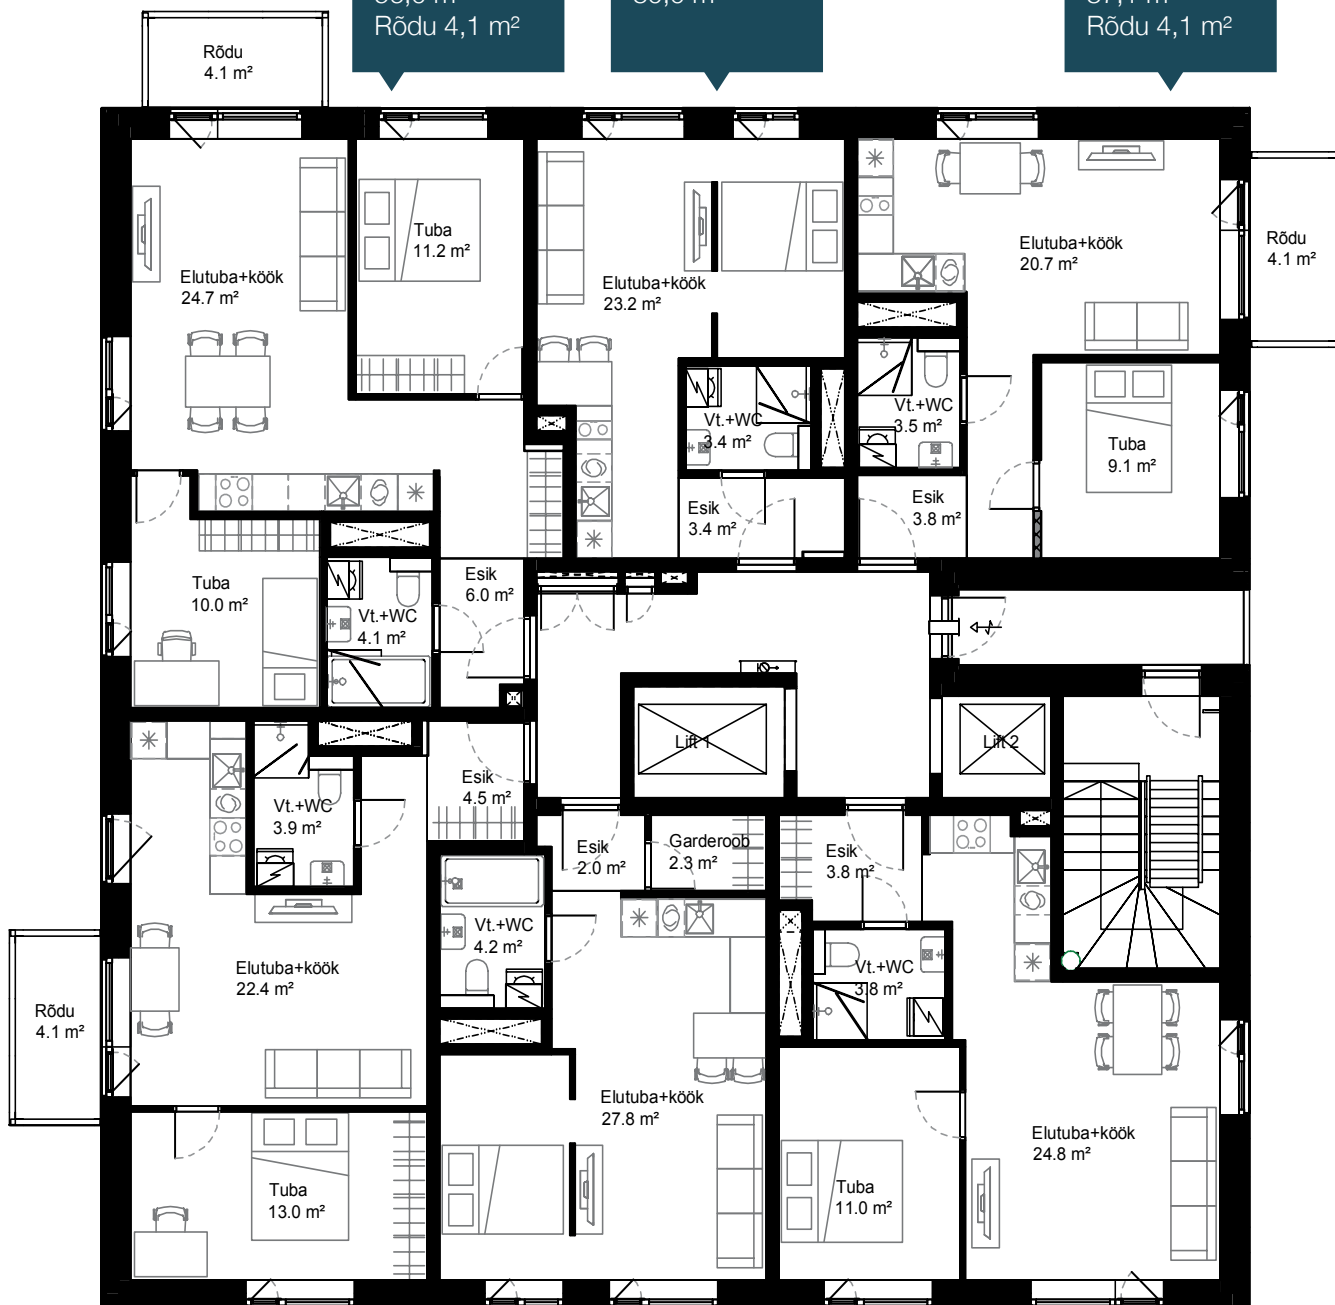 Rõdu 4,1 m²
Rõdu 4,1 m²
Rõdu
4.1 m²
Tuba
11.2 m²
Elutuba+köök
24.7 m²
Elutuba+köök
23.2 m²
Elutuba+köök
20.7 m²
Rõdu
4.1 m²
Vt.+WC
3.4 m²
Vt.+WC
3.5 m²
Tuba
9.1 m²
Esik
3.4 m²
Esik
3.8 m²
Tuba
10.0 m²
Vt.+WC
4.1 m²
Esik
6.0 m²
Lift 1
Lift 2
Esik
4.5 m²
Vt.+WC
3.9 m²
Esik
2.0 m²
Garderoob
2.3 m²
Esik
3.8 m²
Vt.+WC
4.2 m²
Vt.+WC
3.8 m²
Elutuba+köök
22.4 m²
Rõdu
4.1 m²
Elutuba+köök
27.8 m²
Elutuba+köök
24.8 m²
Tuba
13.0 m²
Tuba
11.0 m²